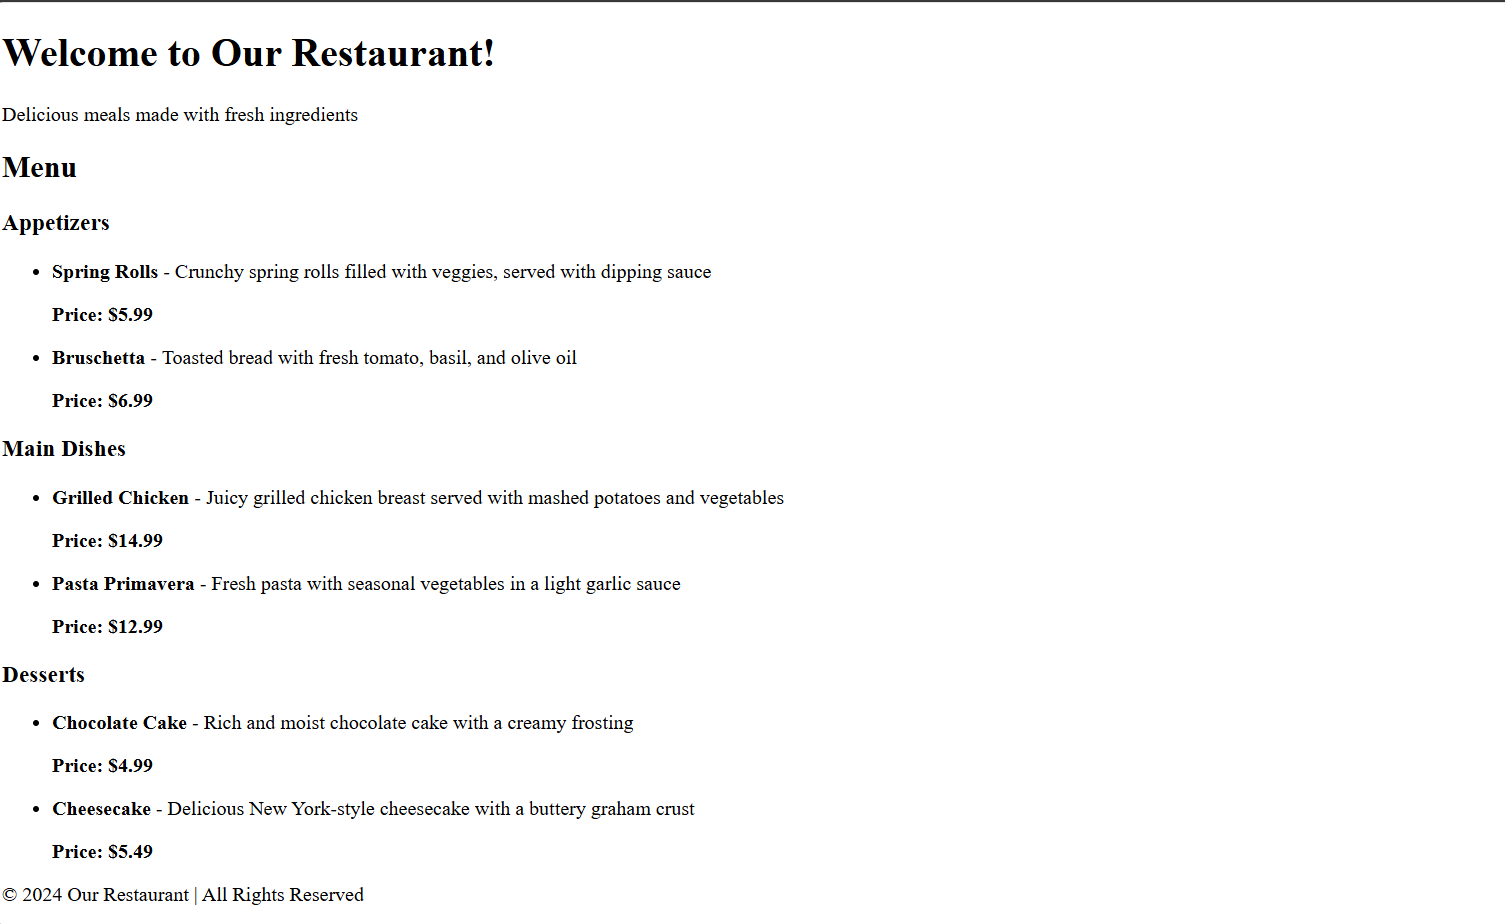 Welcome to Our Restaurant!
Delicious meals made with fresh ingredients
Menu
Appetizers
• Spring Rolls - Crunchy spring rolls filled with veggies, served with dipping sauce
Price: $5.99
• Bruschetta - Toasted bread with fresh tomato, basil, and olive oil
Price: $6.99
Main Dishes
• Grilled Chicken - Juicy grilled chicken breast served with mashed potatoes and vegetables
Price: $14.99
• Pasta Primavera - Fresh pasta with seasonal vegetables in a light garlic sauce
Price: $12.99
Desserts
• Chocolate Cake - Rich and moist chocolate cake with a creamy frosting
Price: $4.99
• Cheesecake - Delicious New York-style cheesecake with a buttery graham crust
Price: $5.49
© 2024 Our Restaurant | All Rights Reserved